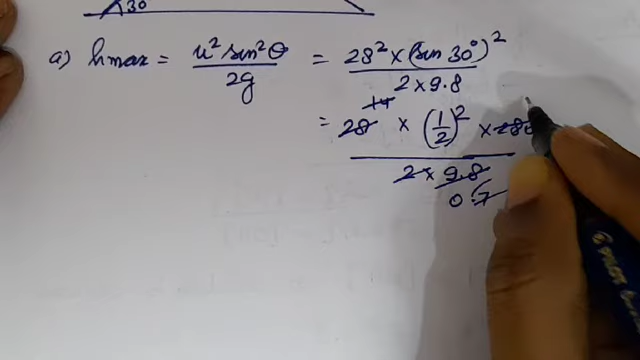 30
a) hmax = u² sin²θ / 2g = 28² × (sin 30°)² / 2 × 9.8
14
= 28 × (1/2)² × 28 / 2 × 9.8
0.7
PILOT